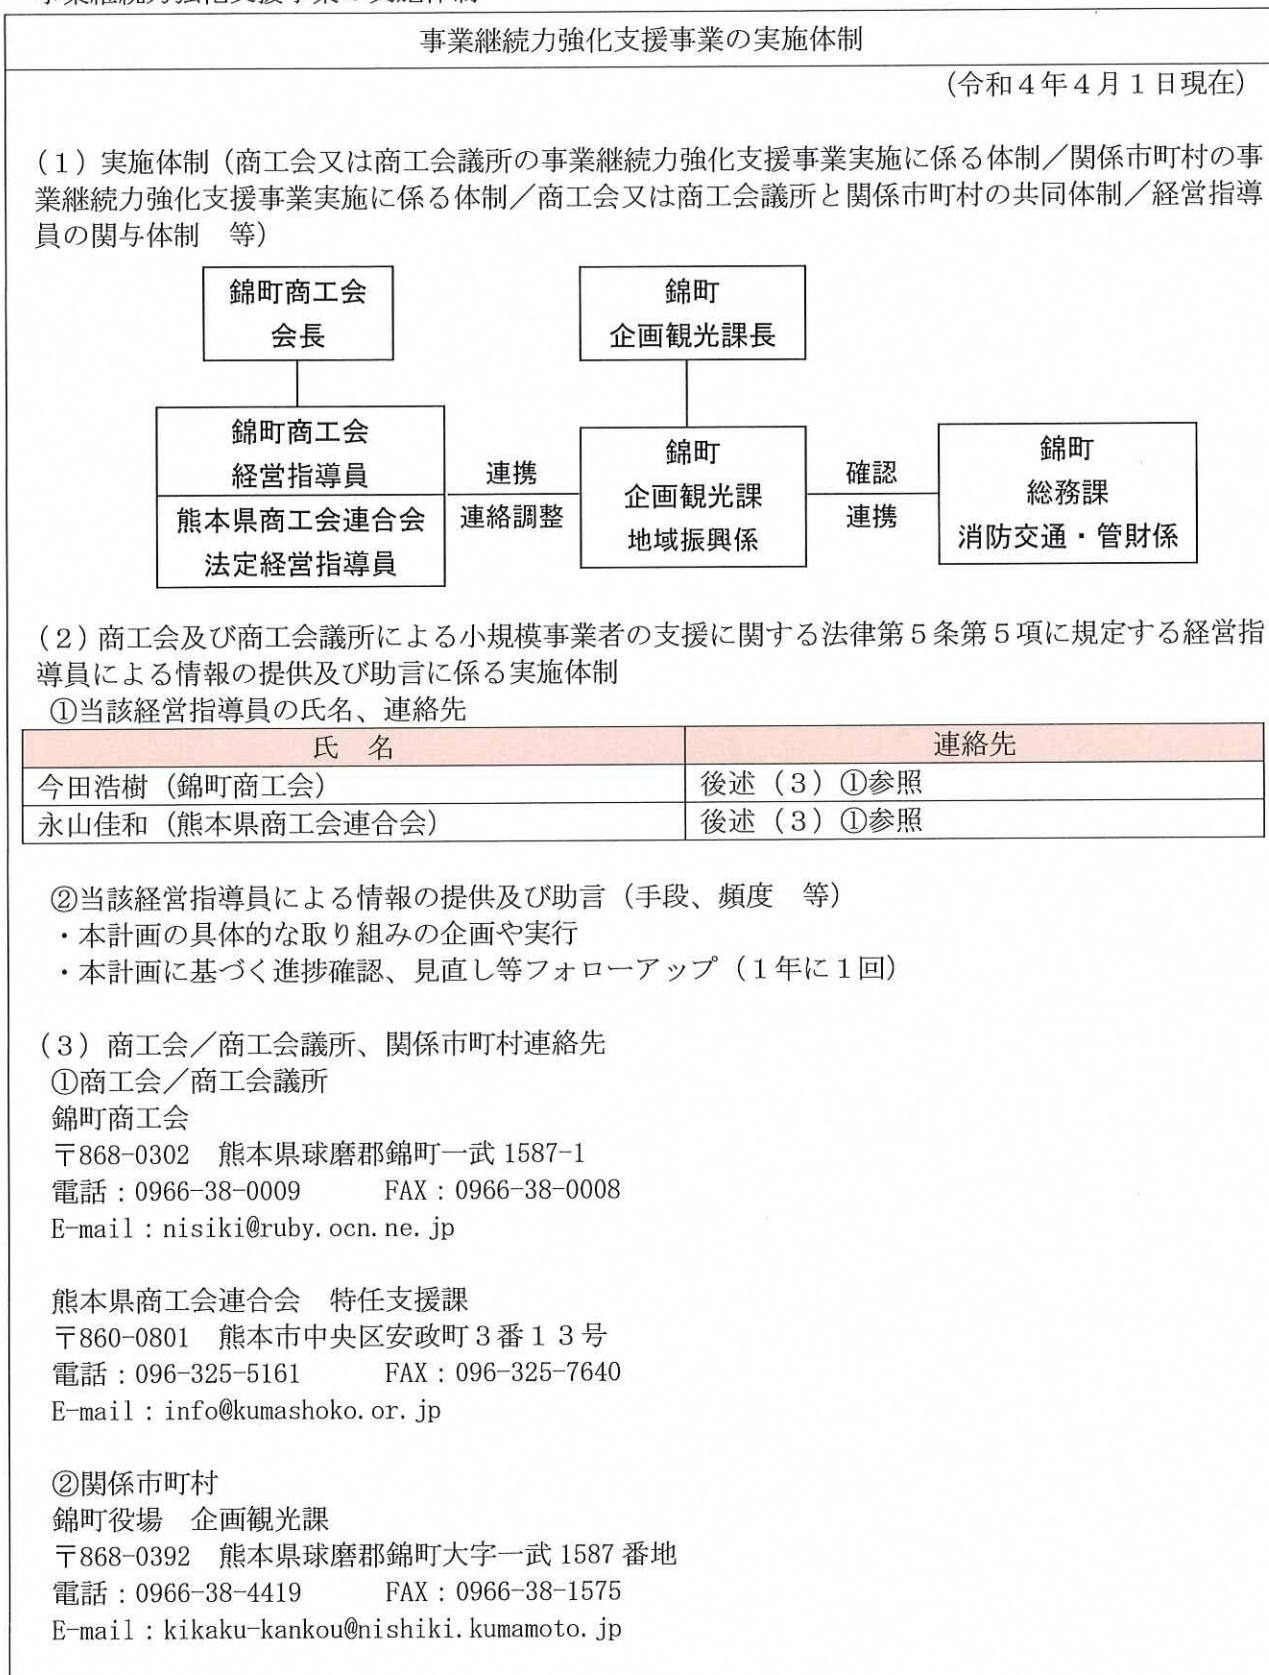 事業継続力強化支援事業の実施体制
（令和４年４月１日現在）
（１）実施体制（商工会又は商工会議所の事業継続力強化支援事業実施に係る体制／関係市町村の事
業継続力強化支援事業実施に係る体制／商工会又は商工会議所と関係市町村の共同体制／経営指導
員の関与体制　等）
錦町商工会
会長
錦町
企画観光課長
錦町商工会
経営指導員
熊本県商工会連合会
法定経営指導員
連携
連絡調整
錦町
企画観光課
地域振興係
確認
連携
錦町
総務課
消防交通・管財係
（２）商工会及び商工会議所による小規模事業者の支援に関する法律第５条第５項に規定する経営指
導員による情報の提供及び助言に係る実施体制
①当該経営指導員の氏名、連絡先
氏　名　連絡先
今田浩樹（錦町商工会）　後述（３）①参照
永山佳和（熊本県商工会連合会）　後述（３）①参照
②当該経営指導員による情報の提供及び助言（手段、頻度　等）
・本計画の具体的な取り組みの企画や実行
・本計画に基づく進捗確認、見直し等フォローアップ（１年に１回）
（３）商工会／商工会議所、関係市町村連絡先
①商工会／商工会議所
錦町商工会
〒868-0302　熊本県球磨郡錦町一武 1587-1
電話：0966-38-0009　　　FAX：0966-38-0008
E-mail：nisiki@ruby.ocn.ne.jp
熊本県商工会連合会　特任支援課
〒860-0801　熊本市中央区安政町３番１３号
電話：096-325-5161　　　FAX：096-325-7640
E-mail：info@kumashoko.or.jp
②関係市町村
錦町役場　企画観光課
〒868-0392　熊本県球磨郡錦町大字一武 1587 番地
電話：0966-38-4419　　　FAX：0966-38-1575
E-mail：kikaku-kankou@nishiki.kumamoto.jp